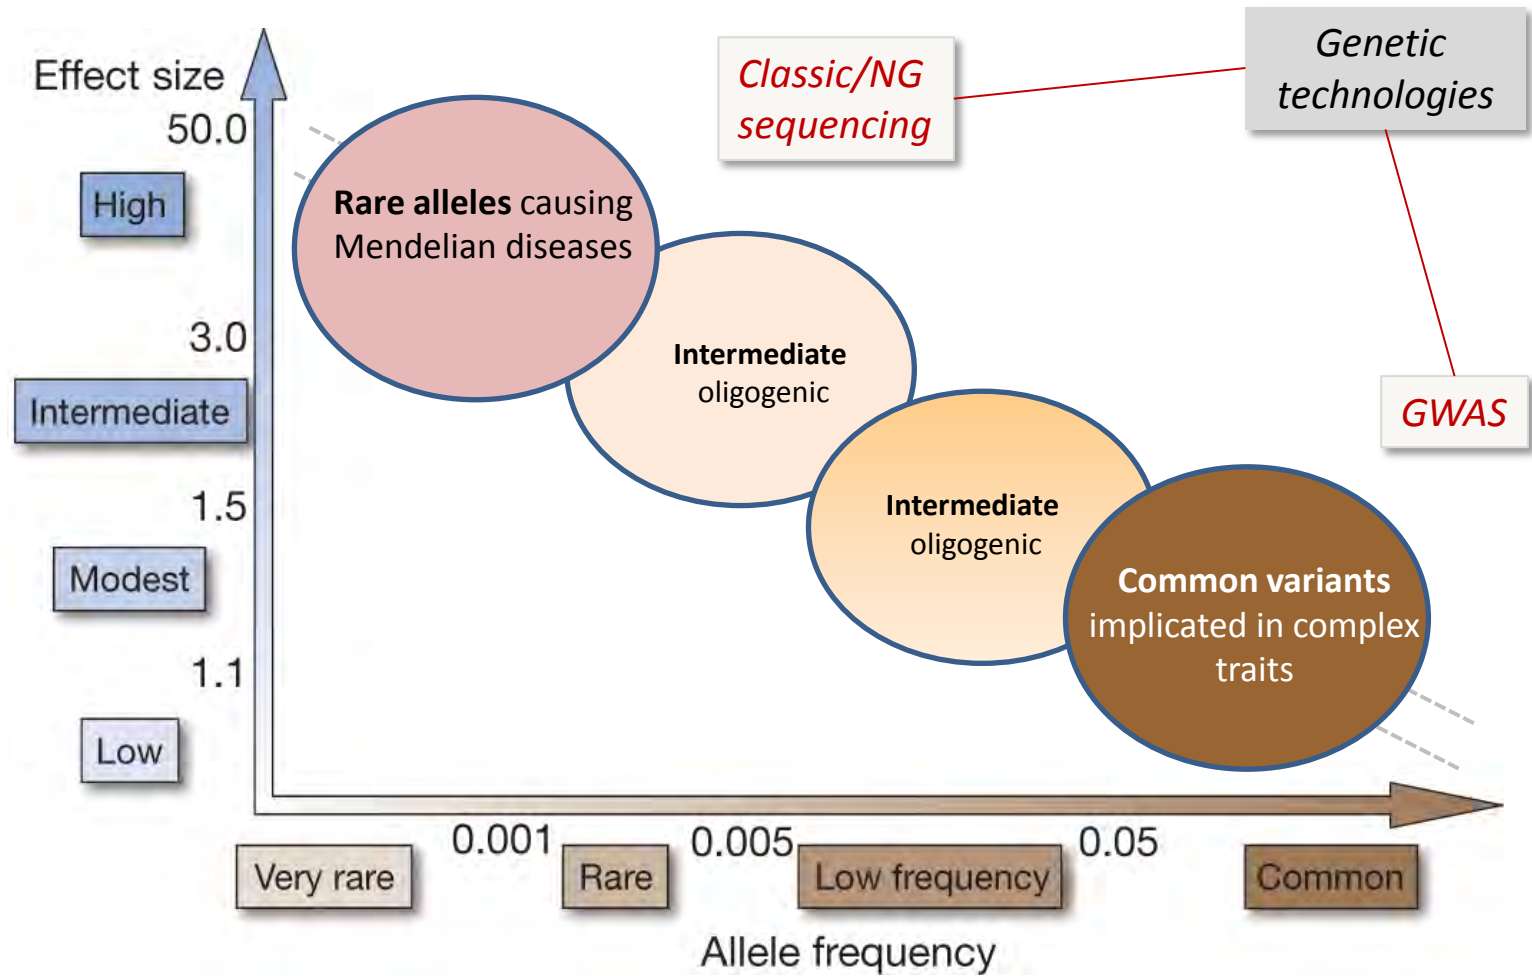 Effect size
50.0
High
3.0
Intermediate
1.5
Modest
1.1
Low
Classic/NG
sequencing
Genetic
technologies
GWAS
Rare alleles causing
Mendelian diseases
Intermediate
oligogenic
Intermediate
oligogenic
Common variants
implicated in complex
traits
0.001
0.005
0.05
Very rare
Rare
Low frequency
Common
Allele frequency